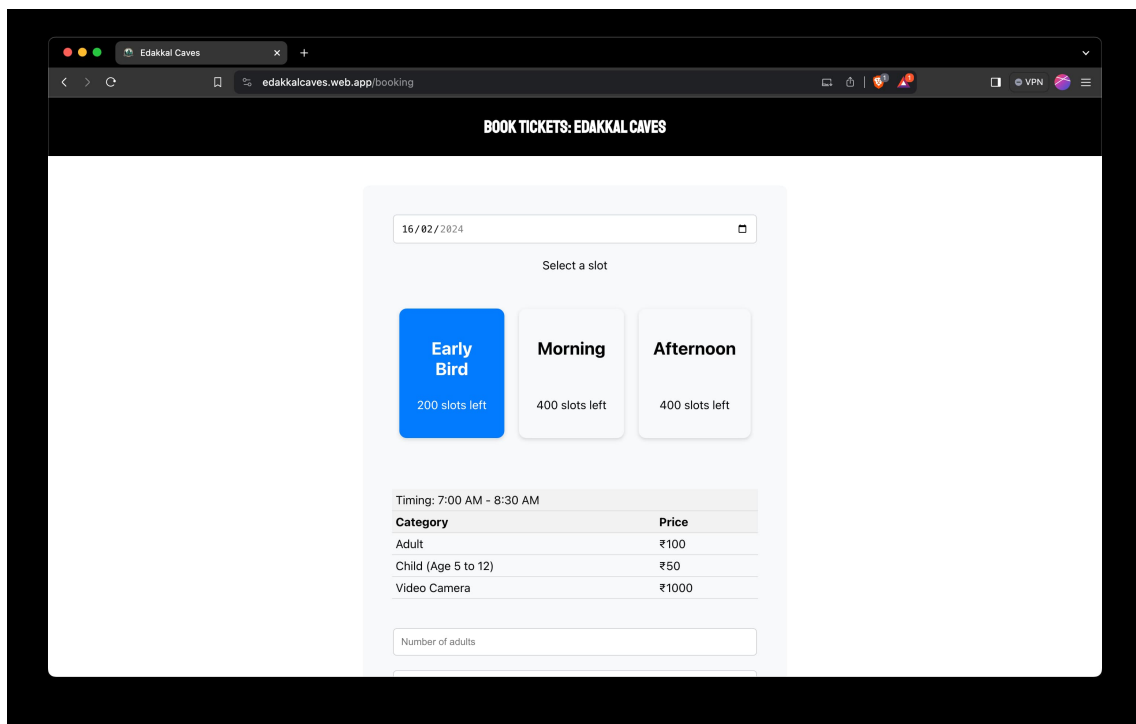 Edakkal Caves
edakkalcaves.web.app/booking
VPN
BOOK TICKETS: EDAKKAL CAVES
16/02/2024
Select a slot
Early
Bird
200 slots left
Morning
400 slots left
Afternoon
400 slots left
Timing: 7:00 AM - 8:30 AM
Category Price
Adult ₹100
Child (Age 5 to 12) ₹50
Video Camera ₹1000
Number of adults